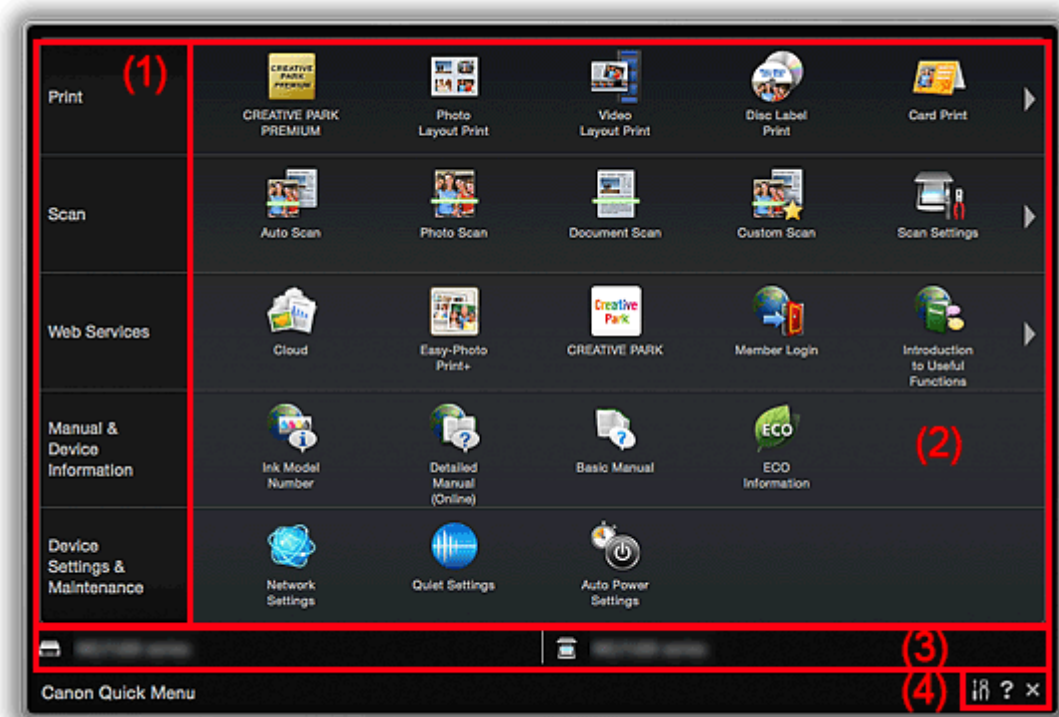 (1)
Print
CREATIVE
PARK
PREMIUM
CREATIVE PARK
PREMIUM
Photo
Layout Print
Video
Layout Print
Disc Label
Print
Card Print
Scan
Auto Scan
Photo Scan
Document Scan
Custom Scan
Scan Settings
Web Services
Cloud
Easy-Photo
Print+
Creative
Park
CREATIVE PARK
Member Login
Introduction
to Useful
Functions
Manual &
Device
Information
Ink Model
Number
Detailed
Manual
(Online)
Basic Manual
ECO
ECO
Information
(2)
Device
Settings &
Maintenance
Network
Settings
Quiet Settings
Auto Power
Settings
(3)
Canon Quick Menu
(4)
?